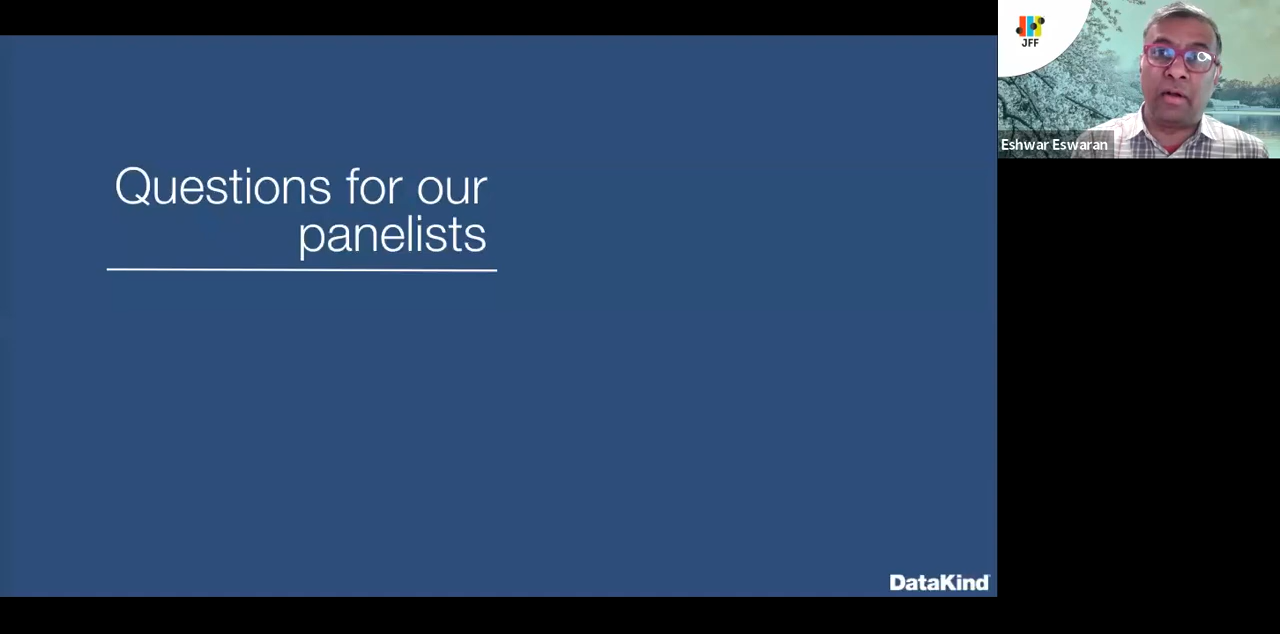 Questions for our
panelists
DataKind
JFF
Eshwar Eswaran